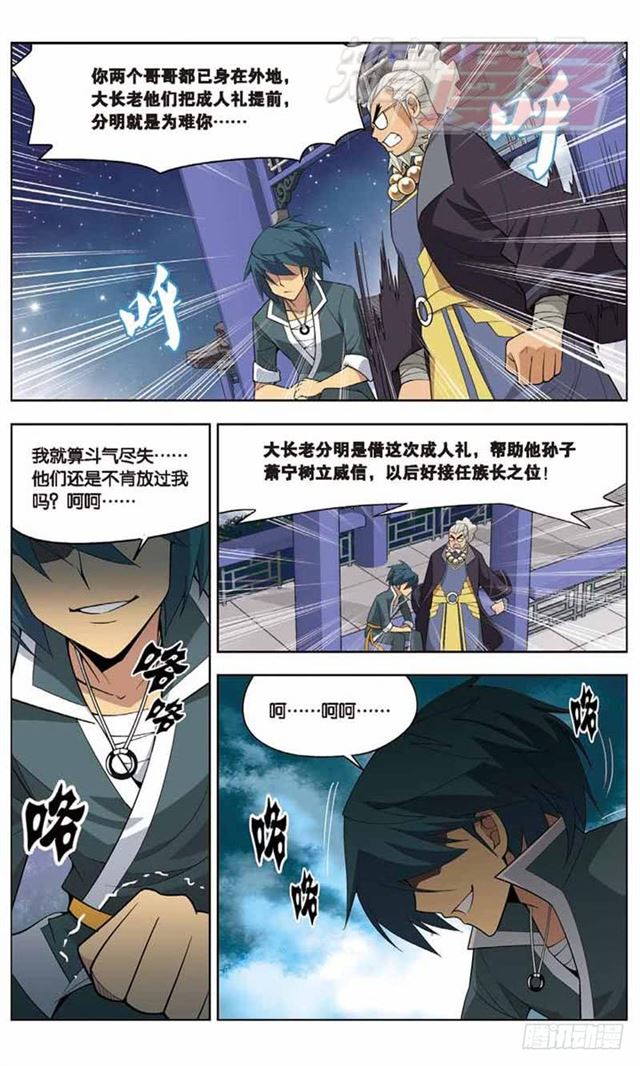 你两个哥哥都已身在外地，
大长老他们把成人礼提前，
分明就是为难你……
呼
呼
我就算斗气尽失……
他们还是不肯放过我
吗？呵呵……
咯
咯
咯
大长老分明是借这次成人礼，帮助他孙子
萧宁树立威信，以后好接任族长之位！
呵……呵呵……
咯
咯
咯
腾讯动漫